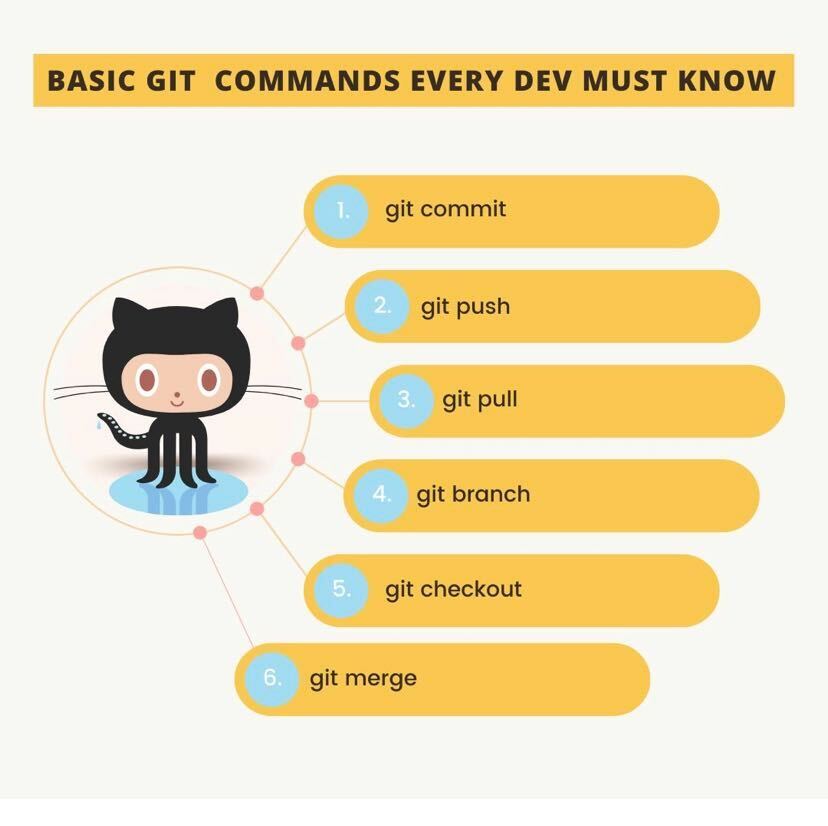 BASIC GIT  COMMANDS EVERY DEV MUST KNOW
1. git commit
2. git push
3. git pull
4. git branch
5. git checkout
6. git merge